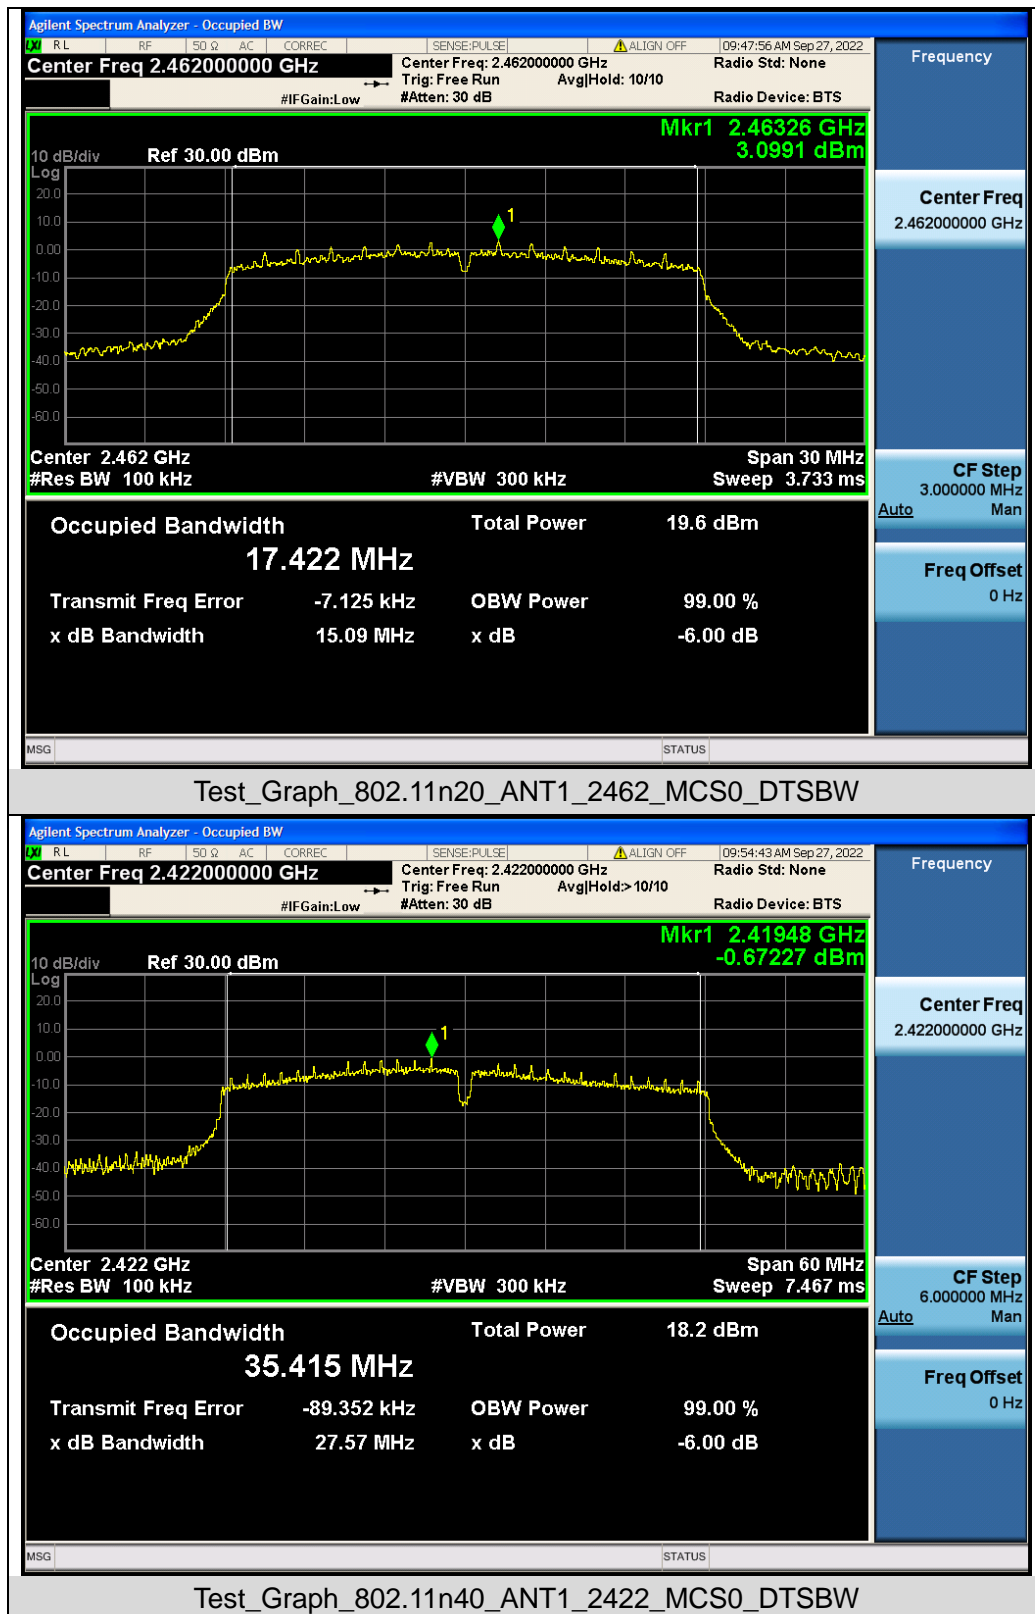 Agilent Spectrum Analyzer - Occupied BW
LXI RL RF 50 Ω AC CORREC SENSE:PULSE ⚠ALIGN OFF 09:47:56 AM Sep 27, 2022
Center Freq 2.462000000 GHz
Center Freq: 2.462000000 GHz
Radio Std: None
Trig: Free Run Avg|Hold: 10/10
#IFGain:Low
#Atten: 30 dB
Radio Device: BTS
Frequency
Mkr1 2.46326 GHz
3.0991 dBm
10 dB/div Ref 30.00 dBm
Log
20.0
10.0
0.00
-10.0
-20.0
-30.0
-40.0
-50.0
-60.0
1
Center Freq
2.462000000 GHz
Center 2.462 GHz
Span 30 MHz
#Res BW 100 kHz
#VBW 300 kHz
Sweep 3.733 ms
CF Step
3.000000 MHz
Auto Man
Occupied Bandwidth
Total Power 19.6 dBm
17.422 MHz
Freq Offset
0 Hz
Transmit Freq Error -7.125 kHz OBW Power 99.00 %
x dB Bandwidth 15.09 MHz x dB -6.00 dB
MSG STATUS
Test_Graph_802.11n20_ANT1_2462_MCS0_DTSBW
Agilent Spectrum Analyzer - Occupied BW
LXI RL RF 50 Ω AC CORREC SENSE:PULSE ⚠ALIGN OFF 09:54:43 AM Sep 27, 2022
Center Freq 2.422000000 GHz
Center Freq: 2.422000000 GHz
Radio Std: None
Trig: Free Run Avg|Hold:> 10/10
#IFGain:Low
#Atten: 30 dB
Radio Device: BTS
Frequency
Mkr1 2.41948 GHz
-0.67227 dBm
10 dB/div Ref 30.00 dBm
Log
20.0
10.0
0.00
-10.0
-20.0
-30.0
-40.0
-50.0
-60.0
1
Center Freq
2.422000000 GHz
Center 2.422 GHz
Span 60 MHz
#Res BW 100 kHz
#VBW 300 kHz
Sweep 7.467 ms
CF Step
6.000000 MHz
Auto Man
Occupied Bandwidth
Total Power 18.2 dBm
35.415 MHz
Freq Offset
0 Hz
Transmit Freq Error -89.352 kHz OBW Power 99.00 %
x dB Bandwidth 27.57 MHz x dB -6.00 dB
MSG STATUS
Test_Graph_802.11n40_ANT1_2422_MCS0_DTSBW